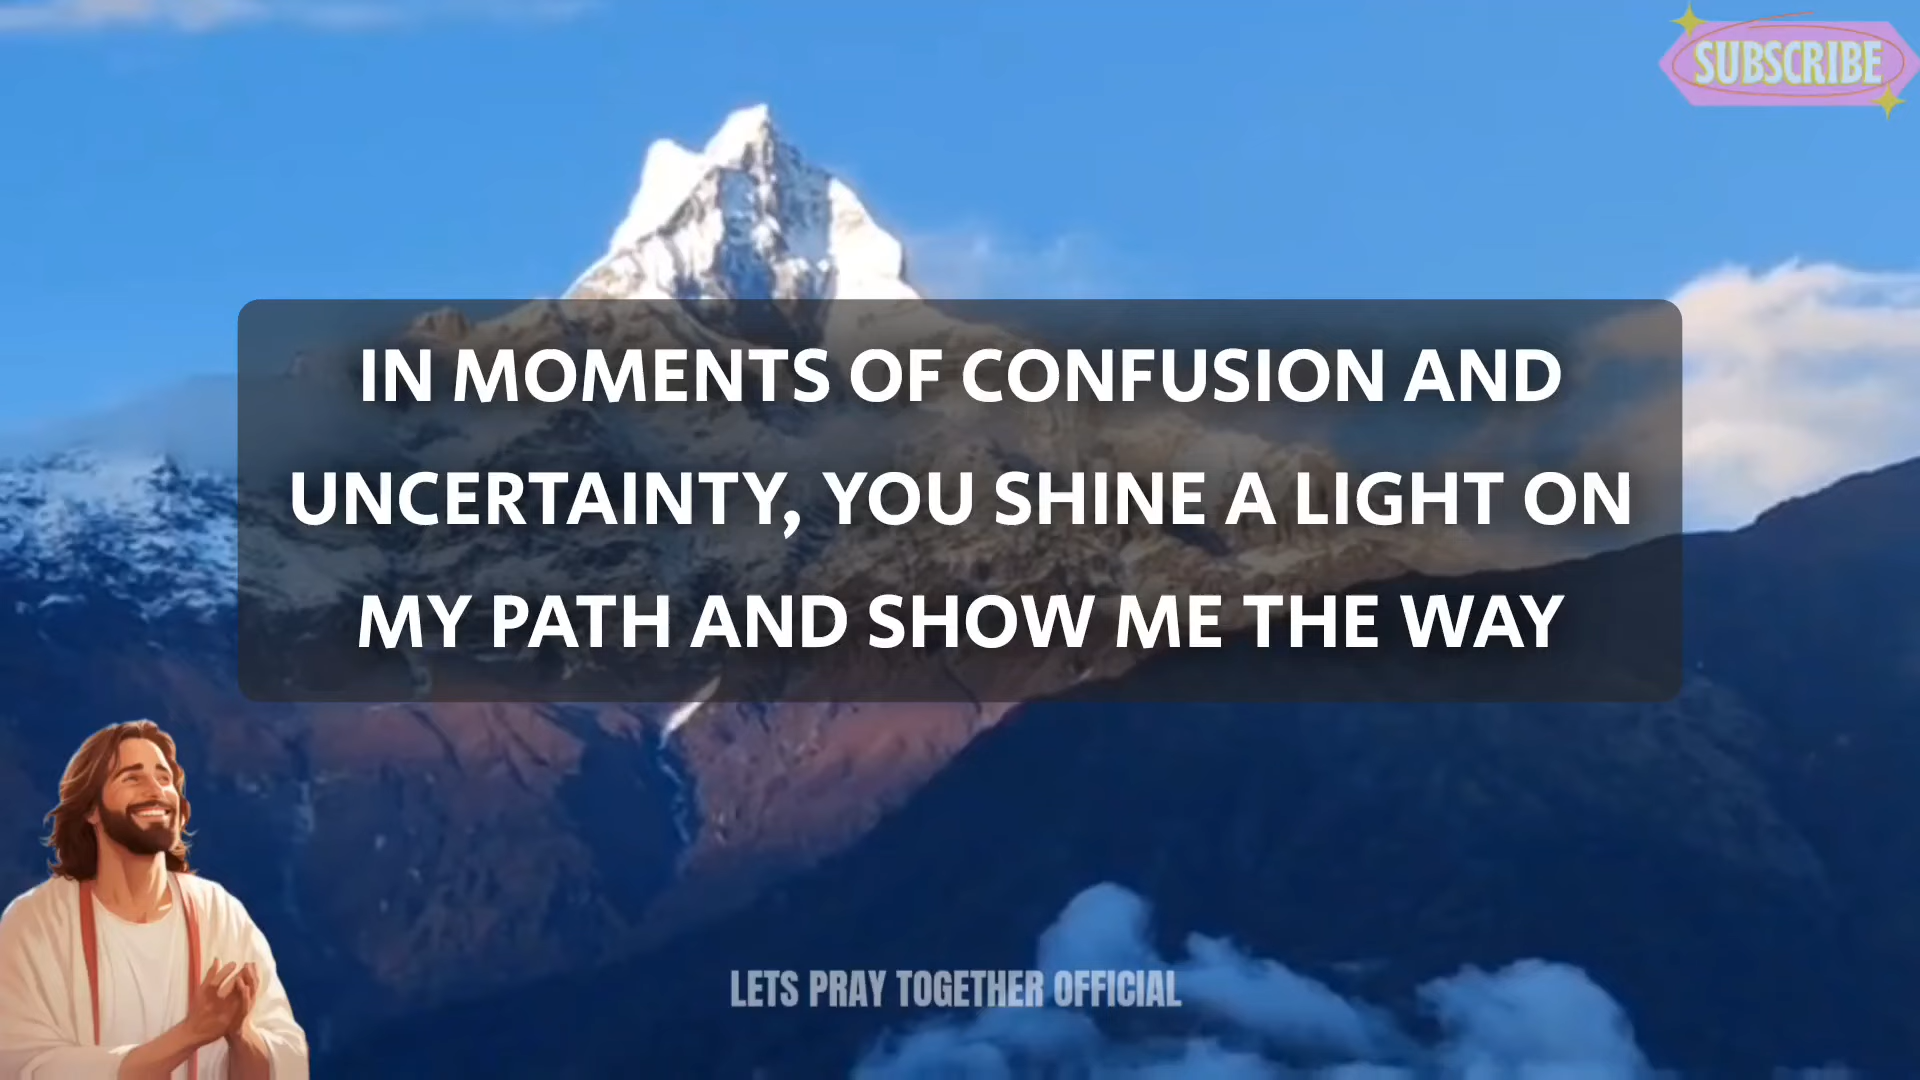 SUBSCRIBE
IN MOMENTS OF CONFUSION AND
UNCERTAINTY, YOU SHINE A LIGHT ON
MY PATH AND SHOW ME THE WAY
LETS PRAY TOGETHER OFFICIAL